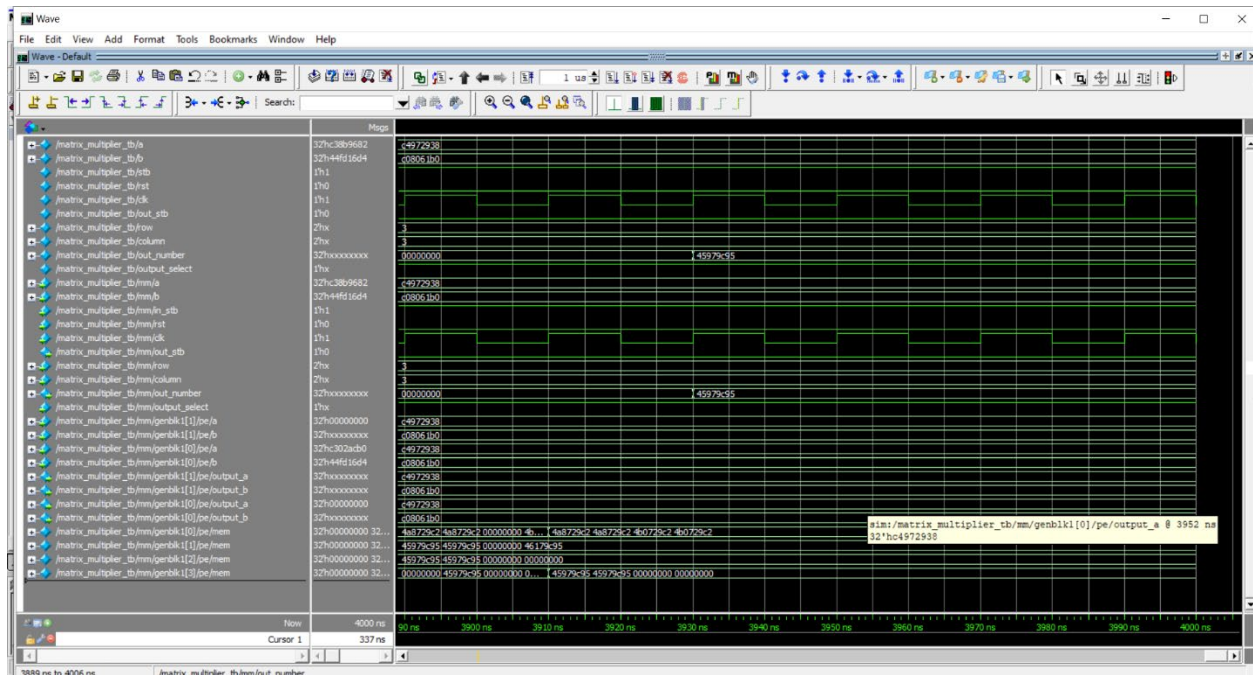 Wave
File Edit View Add Format Tools Bookmarks Window Help
Wave - Default
1 us
Search:
Msgs
/matrix_multiplier_tb/a 32'hc38b9682 c4972938
/matrix_multiplier_tb/b 32'h44fd16d4 c08061b0
/matrix_multiplier_tb/stb 1'h1
/matrix_multiplier_tb/rst 1'h0
/matrix_multiplier_tb/clk 1'h1
/matrix_multiplier_tb/out_stb 1'h0
/matrix_multiplier_tb/row 2'hx 3
/matrix_multiplier_tb/column 2'hx 3
/matrix_multiplier_tb/out_number 32'hxxxxxxxx 00000000 45979c95
/matrix_multiplier_tb/output_select 1'hx
/matrix_multiplier_tb/mm/a 32'hc38b9682 c4972938
/matrix_multiplier_tb/mm/b 32'h44fd16d4 c08061b0
/matrix_multiplier_tb/mm/in_stb 1'h1
/matrix_multiplier_tb/mm/rst 1'h0
/matrix_multiplier_tb/mm/clk 1'h1
/matrix_multiplier_tb/mm/out_stb 1'h0
/matrix_multiplier_tb/mm/row 2'hx 3
/matrix_multiplier_tb/mm/column 2'hx 3
/matrix_multiplier_tb/mm/out_number 32'hxxxxxxxx 00000000 45979c95
/matrix_multiplier_tb/mm/output_select 1'hx
/matrix_multiplier_tb/mm/genblk1[1]/pe/a 32'h00000000 c4972938
/matrix_multiplier_tb/mm/genblk1[1]/pe/b 32'hxxxxxxxx c08061b0
/matrix_multiplier_tb/mm/genblk1[0]/pe/a 32'hc302acb0 c4972938
/matrix_multiplier_tb/mm/genblk1[0]/pe/b 32'h44fd16d4 c08061b0
/matrix_multiplier_tb/mm/genblk1[1]/pe/output_a 32'hxxxxxxxx c4972938
/matrix_multiplier_tb/mm/genblk1[1]/pe/output_b 32'hxxxxxxxx c08061b0
/matrix_multiplier_tb/mm/genblk1[0]/pe/output_a 32'h00000000 c4972938
/matrix_multiplier_tb/mm/genblk1[0]/pe/output_b 32'hxxxxxxxx c08061b0
/matrix_multiplier_tb/mm/genblk1[0]/pe/mem 32'h00000000 32... 4a8729c2 4a8729c2 00000000 4b... 4a8729c2 4a8729c2 4b0729c2 4b0729c2
/matrix_multiplier_tb/mm/genblk1[1]/pe/mem 32'h00000000 32... 45979c95 45979c95 00000000 46179c95
/matrix_multiplier_tb/mm/genblk1[2]/pe/mem 32'h00000000 32... 45979c95 45979c95 00000000 00000000
/matrix_multiplier_tb/mm/genblk1[3]/pe/mem 32'h00000000 32... 00000000 45979c95 00000000 0... 45979c95 45979c95 00000000 00000000
sim:/matrix_multiplier_tb/mm/genblk1[0]/pe/output_a @ 3952 ns
32'hc4972938
Now 4000 ns 90 ns 3900 ns 3910 ns 3920 ns 3930 ns 3940 ns 3950 ns 3960 ns 3970 ns 3980 ns 3990 ns 4000 ns
Cursor 1 337 ns
3889 ns to 4006 ns /matrix_multiplier_tb/mm/out_number